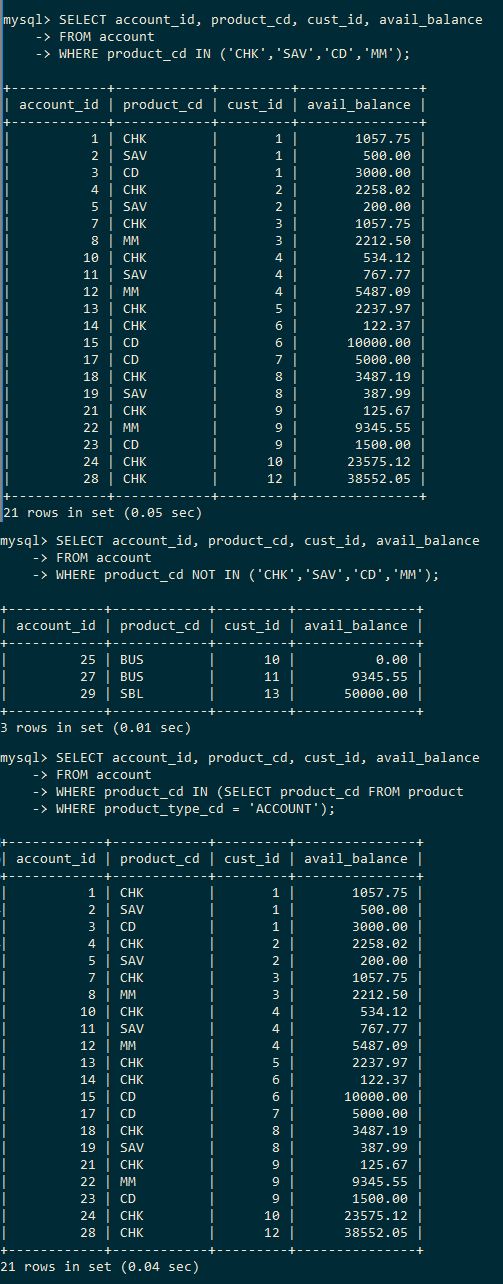 mysql> SELECT account_id, product_cd, cust_id, avail_balance
    -> FROM account
    -> WHERE product_cd IN ('CHK','SAV','CD','MM');
+------------+------------+---------+---------------+
| account_id | product_cd | cust_id | avail_balance |
+------------+------------+---------+---------------+
|          1 | CHK        |       1 |       1057.75 |
|          2 | SAV        |       1 |        500.00 |
|          3 | CD         |       1 |       3000.00 |
|          4 | CHK        |       2 |       2258.02 |
|          5 | SAV        |       2 |        200.00 |
|          7 | CHK        |       3 |       1057.75 |
|          8 | MM         |       3 |       2212.50 |
|         10 | CHK        |       4 |        534.12 |
|         11 | SAV        |       4 |        767.77 |
|         12 | MM         |       4 |       5487.09 |
|         13 | CHK        |       5 |       2237.97 |
|         14 | CHK        |       6 |        122.37 |
|         15 | CD         |       6 |      10000.00 |
|         17 | CD         |       7 |       5000.00 |
|         18 | CHK        |       8 |       3487.19 |
|         19 | SAV        |       8 |        387.99 |
|         21 | CHK        |       9 |        125.67 |
|         22 | MM         |       9 |       9345.55 |
|         23 | CD         |       9 |       1500.00 |
|         24 | CHK        |      10 |      23575.12 |
|         28 | CHK        |      12 |      38552.05 |
+------------+------------+---------+---------------+
21 rows in set (0.05 sec)
mysql> SELECT account_id, product_cd, cust_id, avail_balance
    -> FROM account
    -> WHERE product_cd NOT IN ('CHK','SAV','CD','MM');
+------------+------------+---------+---------------+
| account_id | product_cd | cust_id | avail_balance |
+------------+------------+---------+---------------+
|         25 | BUS        |      10 |          0.00 |
|         27 | BUS        |      11 |       9345.55 |
|         29 | SBL        |      13 |      50000.00 |
+------------+------------+---------+---------------+
3 rows in set (0.01 sec)
mysql> SELECT account_id, product_cd, cust_id, avail_balance
    -> FROM account
    -> WHERE product_cd IN (SELECT product_cd FROM product
    -> WHERE product_type_cd = 'ACCOUNT');
+------------+------------+---------+---------------+
| account_id | product_cd | cust_id | avail_balance |
+------------+------------+---------+---------------+
|          1 | CHK        |       1 |       1057.75 |
|          2 | SAV        |       1 |        500.00 |
|          3 | CD         |       1 |       3000.00 |
|          4 | CHK        |       2 |       2258.02 |
|          5 | SAV        |       2 |        200.00 |
|          7 | CHK        |       3 |       1057.75 |
|          8 | MM         |       3 |       2212.50 |
|         10 | CHK        |       4 |        534.12 |
|         11 | SAV        |       4 |        767.77 |
|         12 | MM         |       4 |       5487.09 |
|         13 | CHK        |       5 |       2237.97 |
|         14 | CHK        |       6 |        122.37 |
|         15 | CD         |       6 |      10000.00 |
|         17 | CD         |       7 |       5000.00 |
|         18 | CHK        |       8 |       3487.19 |
|         19 | SAV        |       8 |        387.99 |
|         21 | CHK        |       9 |        125.67 |
|         22 | MM         |       9 |       9345.55 |
|         23 | CD         |       9 |       1500.00 |
|         24 | CHK        |      10 |      23575.12 |
|         28 | CHK        |      12 |      38552.05 |
+------------+------------+---------+---------------+
21 rows in set (0.04 sec)